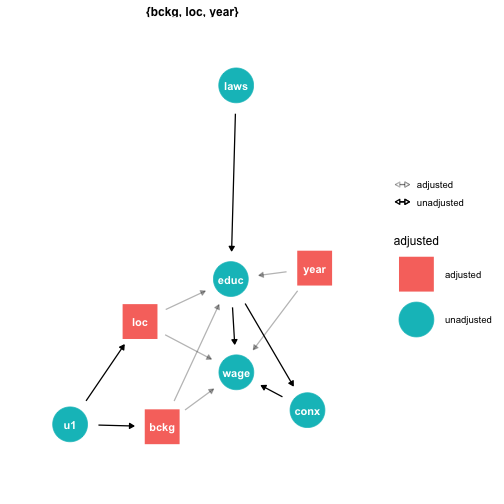 {bckg, loc, year}
laws
adjusted
unadjusted
adjusted
adjusted
unadjusted
year
educ
loc
wage
conx
u1
bckg